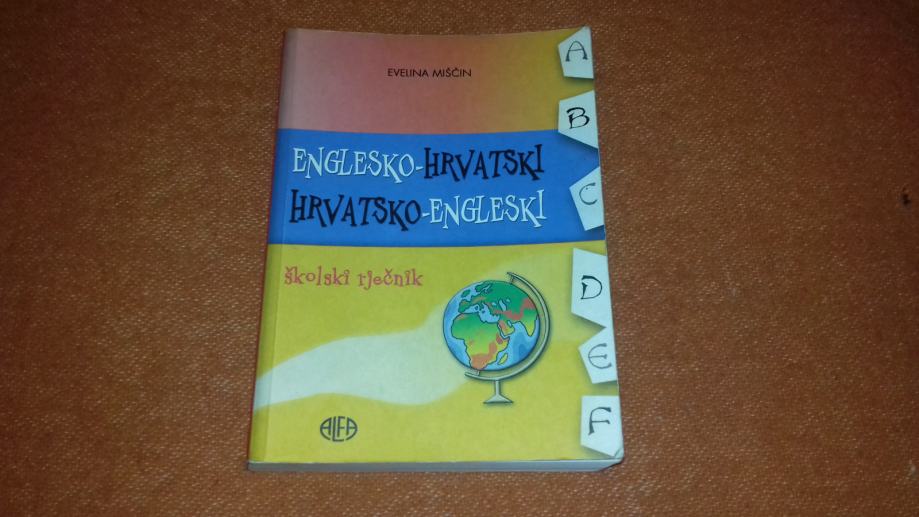 EVELINA MIŠČIN
ENGLESKO-HRVATSKI
HRVATSKO-ENGLESKI
školski rječnik
ALFA
A
B
C
D
E
F